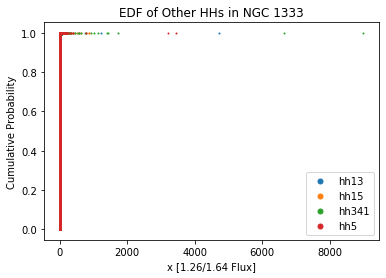 EDF of Other HHs in NGC 1333
Cumulative Probability
1.0
0.8
0.6
0.4
0.2
0.0
hh13
hh15
hh341
hh5
0 2000 4000 6000 8000
x [1.26/1.64 Flux]